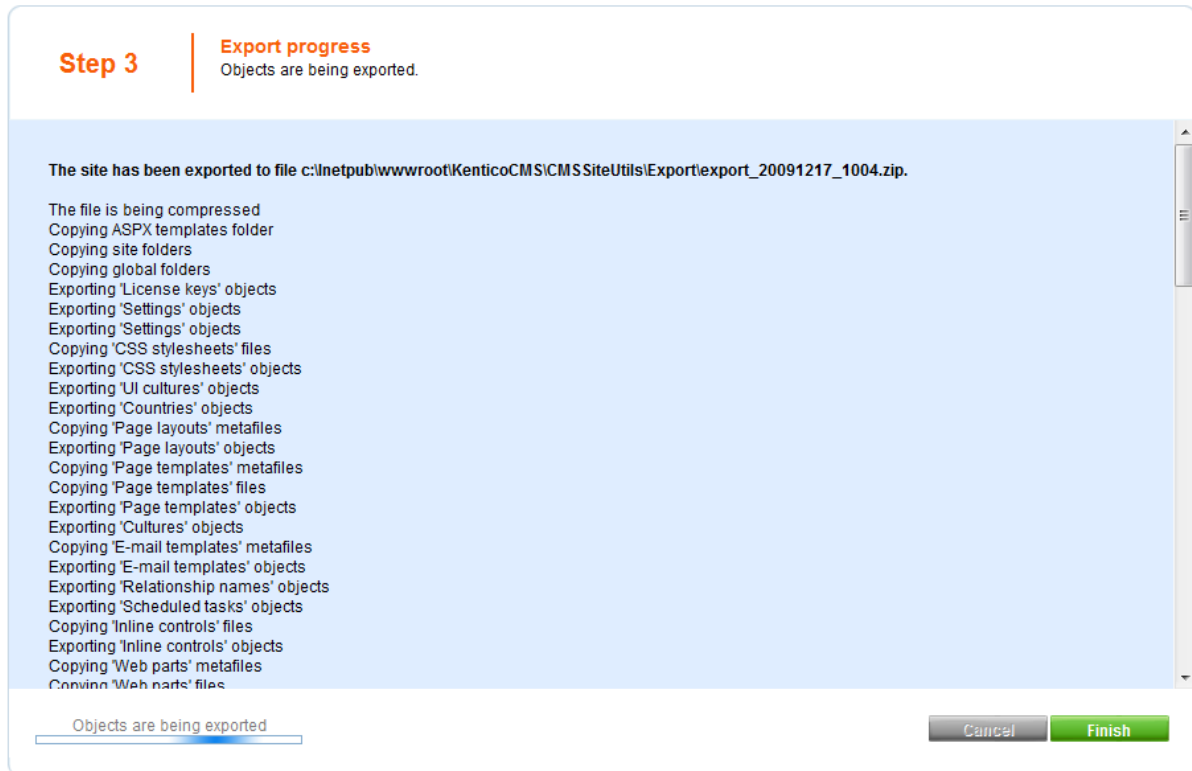 Step 3
Export progress
Objects are being exported.
The site has been exported to file c:\Inetpub\wwwroot\KenticoCMS\CMSSiteUtils\Export\export_20091217_1004.zip.
The file is being compressed
Copying ASPX templates folder
Copying site folders
Copying global folders
Exporting 'License keys' objects
Exporting 'Settings' objects
Exporting 'Settings' objects
Copying 'CSS stylesheets' files
Exporting 'CSS stylesheets' objects
Exporting 'UI cultures' objects
Exporting 'Countries' objects
Copying 'Page layouts' metafiles
Exporting 'Page layouts' objects
Copying 'Page templates' metafiles
Copying 'Page templates' files
Exporting 'Page templates' objects
Exporting 'Cultures' objects
Copying 'E-mail templates' metafiles
Exporting 'E-mail templates' objects
Exporting 'Relationship names' objects
Exporting 'Scheduled tasks' objects
Copying 'Inline controls' files
Exporting 'Inline controls' objects
Copying 'Web parts' metafiles
Copying 'Web parts' files
Objects are being exported
Cancel
Finish